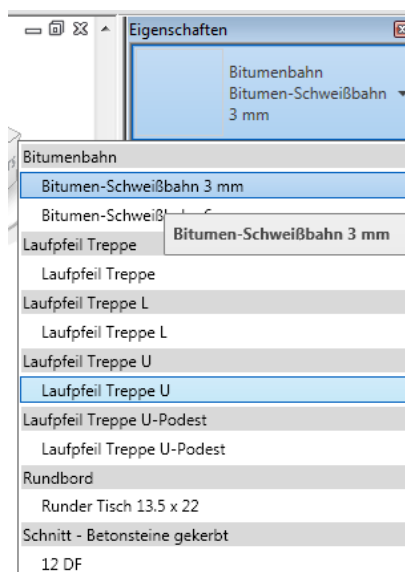 Eigenschaften
Bitumenbahn
Bitumen-Schweißbahn
3 mm
Bitumenbahn
Bitumen-Schweißbahn 3 mm
Bitumen-Schweiß
Bitumen-Schweißbahn 3 mm
Laufpfeil Treppe
Laufpfeil Treppe
Laufpfeil Treppe L
Laufpfeil Treppe L
Laufpfeil Treppe U
Laufpfeil Treppe U
Laufpfeil Treppe U-Podest
Laufpfeil Treppe U-Podest
Rundbord
Runder Tisch 13.5 x 22
Schnitt - Betonsteine gekerbt
12 DF